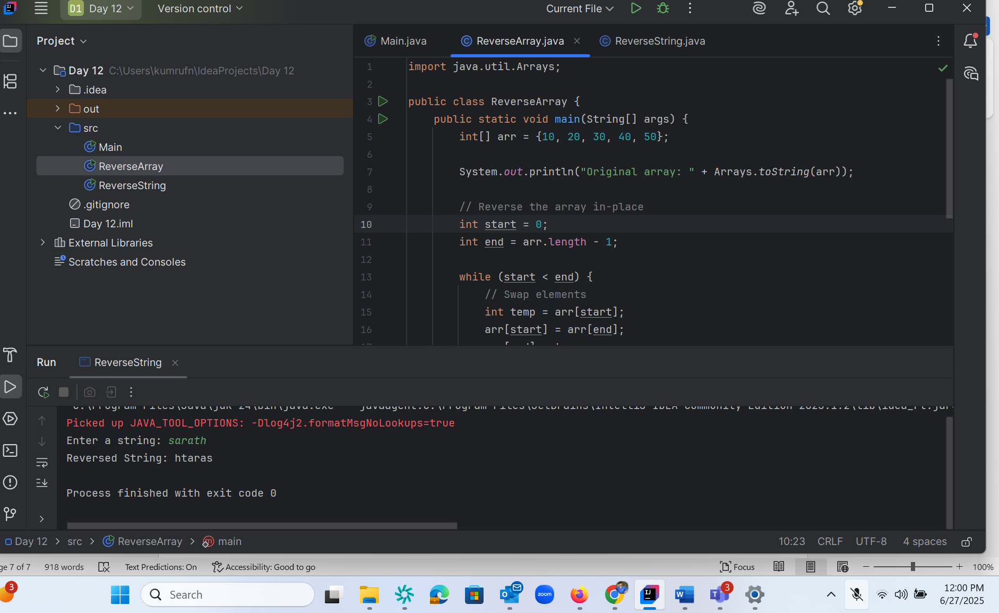 D1 Day 12
Version control
Current File
Project
Main.java
ReverseArray.java
ReverseString.java
Day 12 C:\Users\kumrufn\IdeaProjects\Day 12
.idea
out
src
Main
ReverseArray
ReverseString
.gitignore
Day 12.iml
External Libraries
Scratches and Consoles
1 import java.util.Arrays;
2
3 public class ReverseArray {
4 public static void main(String[] args) {
5 int[] arr = {10, 20, 30, 40, 50};
6
7 System.out.println("Original array: " + Arrays.toString(arr));
8
9 // Reverse the array in-place
10 int start = 0;
11 int end = arr.length - 1;
12
13 while (start < end) {
14 // Swap elements
15 int temp = arr[start];
16 arr[start] = arr[end];
Run
ReverseString
Picked up JAVA_TOOL_OPTIONS: -Dlog4j2.formatMsgNoLookups=true
Enter a string: sarath
Reversed String: htaras
Process finished with exit code 0
Day 12 > src > ReverseArray > main
10:23 CRLF UTF-8 4 spaces
ge 7 of 7 918 words Text Predictions: On Accessibility: Good to go
Focus 100%
3
Search
zoom
3
12:00 PM
6/27/2025